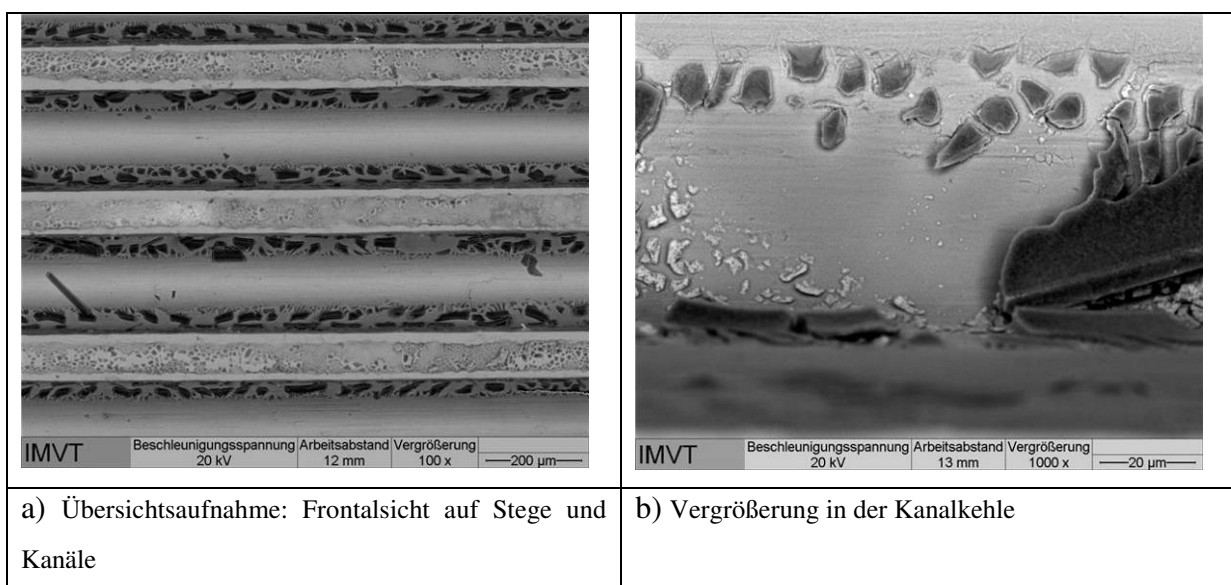 IMVT
Beschleunigungsspannung Arbeitsabstand Vergrößerung
20 kV 12 mm 100 x 200 µm
IMVT
Beschleunigungsspannung Arbeitsabstand Vergrößerung
20 kV 13 mm 1000 x 20 µm
a) Übersichtsaufnahme: Frontalsicht auf Stege und
Kanäle
b) Vergrößerung in der Kanalkehle